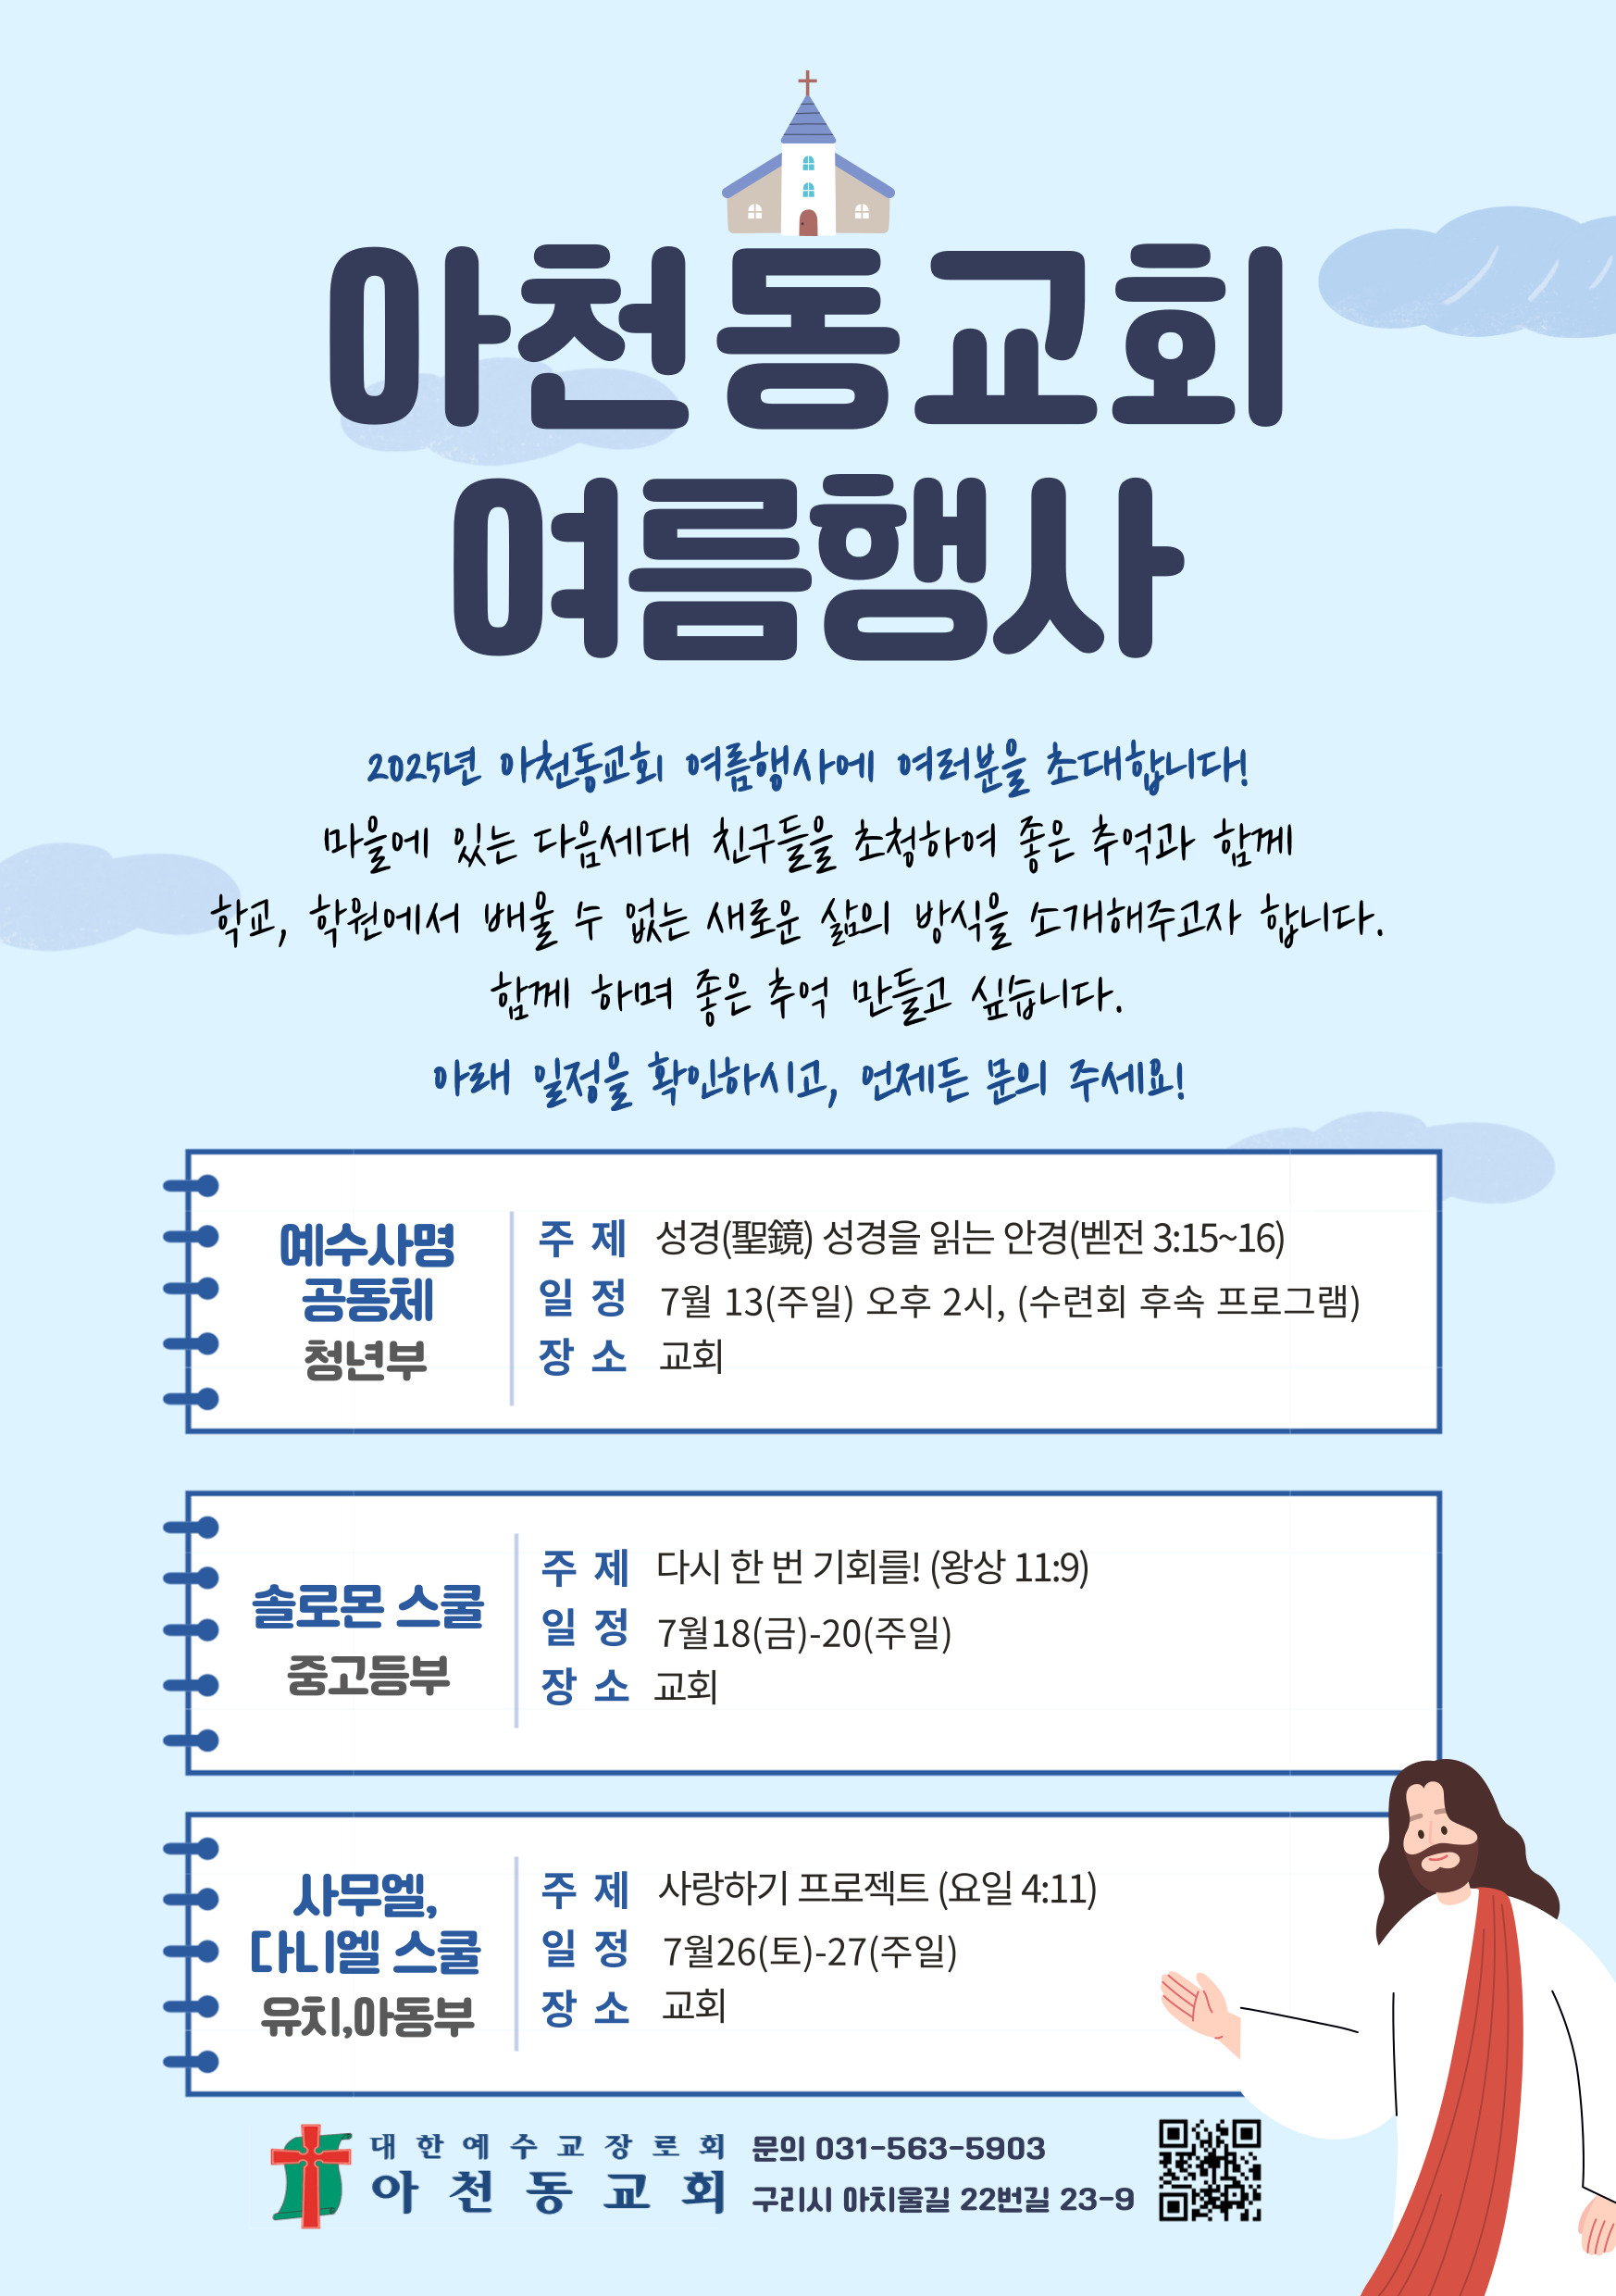 아천동교회
여름행사
2025년 아천동교회 여름행사에 여러분을 초대합니다!
마을에 있는 다음세대 친구들을 초청하여 좋은 추억과 함께
학교, 학원에서 배울 수 없는 새로운 삶의 방식을 소개해주고자 합니다.
함께 하며 좋은 추억 만들고 싶습니다.
아래 일정을 확인하시고, 언제든 문의 주세요!
예수사명
공동체
청년부
주 제 성경(聖鏡) 성경을 읽는 안경(벧전 3:15~16)
일 정 7월 13(주일) 오후 2시, (수련회 후속 프로그램)
장 소 교회
솔로몬 스쿨
중고등부
주 제 다시 한 번 기회를! (왕상 11:9)
일 정 7월18(금)-20(주일)
장 소 교회
사무엘,
다니엘 스쿨
유치,아동부
주 제 사랑하기 프로젝트 (요일 4:11)
일 정 7월26(토)-27(주일)
장 소 교회
대한예수교장로회
아천동교회
문의 031-563-5903
구리시 아치울길 22번길 23-9